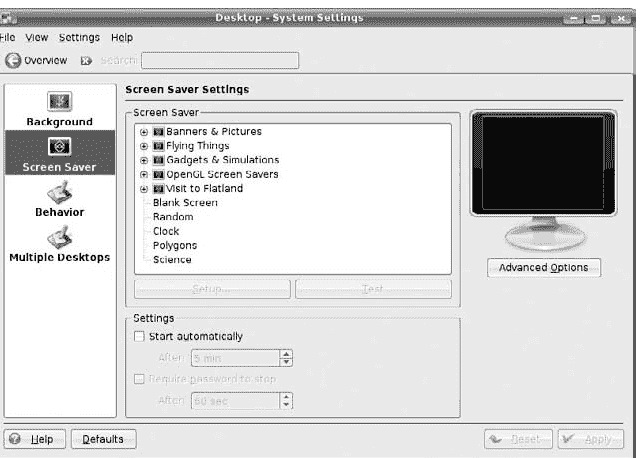 Desktop - System Settings
File View Settings Help
Overview Search:
Screen Saver Settings
Background
Screen Saver
Behavior
Multiple Desktops
Screen Saver
Banners & Pictures
Flying Things
Gadgets & Simulations
OpenGL Screen Savers
Visit to Flatland
Blank Screen
Random
Clock
Polygons
Science
Setup... Test
Advanced Options
Settings
Start automatically
After: 5 min
Require password to stop
After: 60 sec
Help Defaults Reset Apply